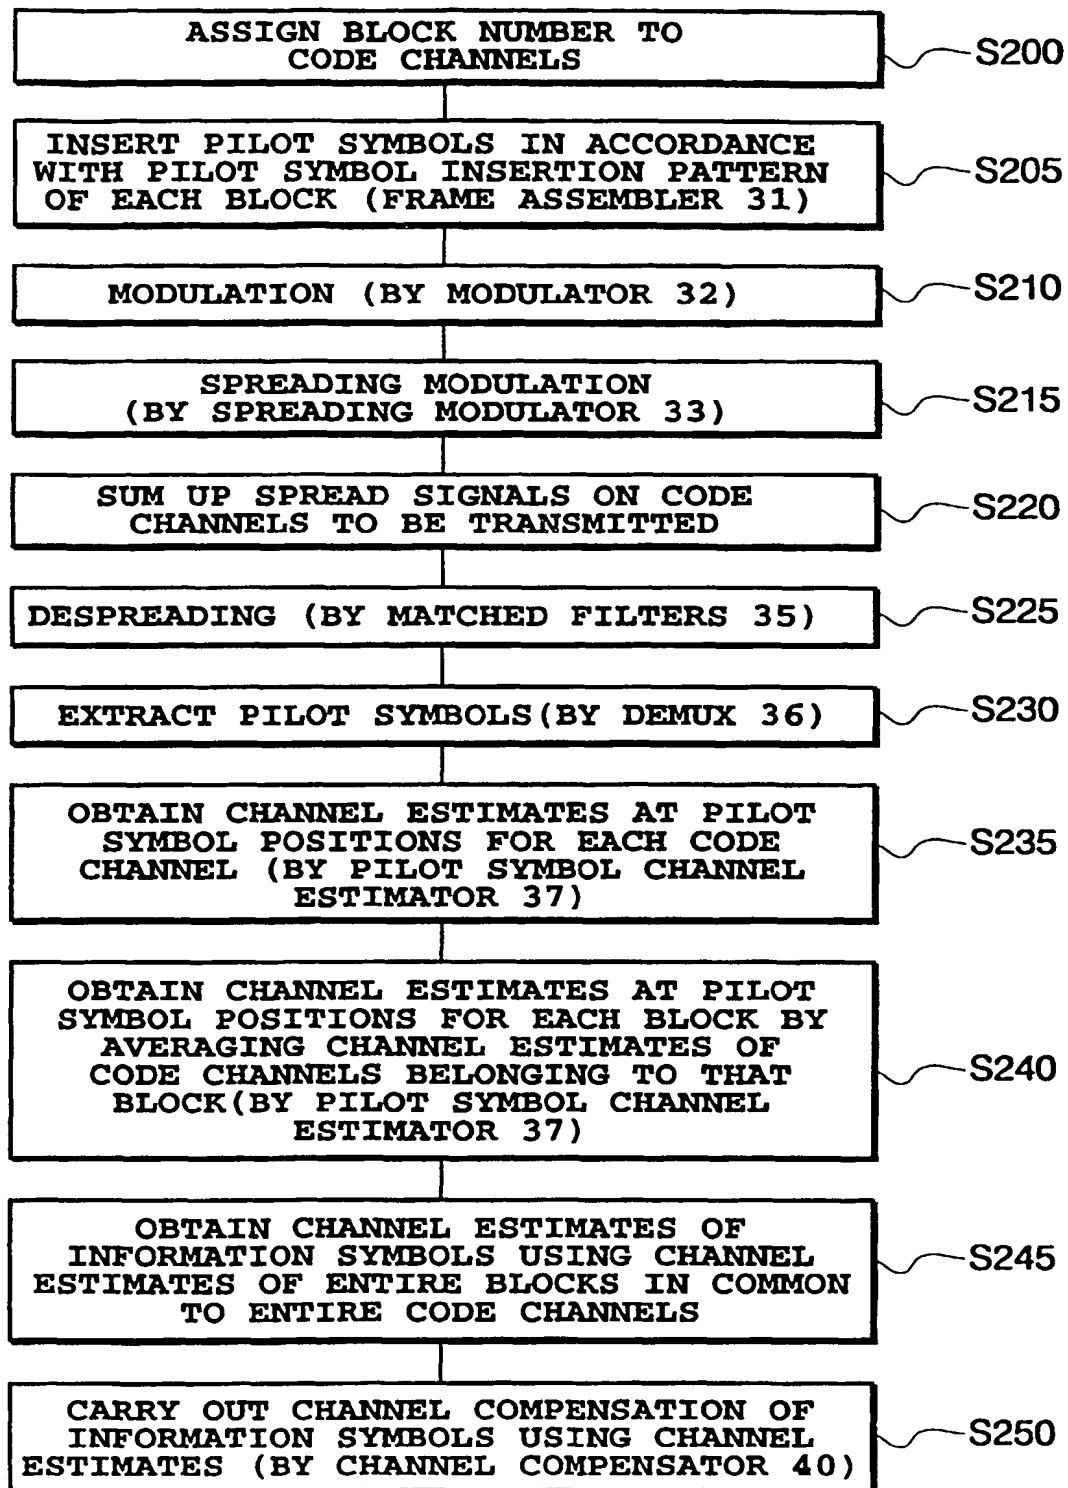 ASSIGN BLOCK NUMBER TO
CODE CHANNELS
S200
INSERT PILOT SYMBOLS IN ACCORDANCE
WITH PILOT SYMBOL INSERTION PATTERN
OF EACH BLOCK (FRAME ASSEMBLER 31)
S205
MODULATION (BY MODULATOR 32)
S210
SPREADING MODULATION
(BY SPREADING MODULATOR 33)
S215
SUM UP SPREAD SIGNALS ON CODE
CHANNELS TO BE TRANSMITTED
S220
DESPREADING (BY MATCHED FILTERS 35)
S225
EXTRACT PILOT SYMBOLS(BY DEMUX 36)
S230
OBTAIN CHANNEL ESTIMATES AT PILOT
SYMBOL POSITIONS FOR EACH CODE
CHANNEL (BY PILOT SYMBOL CHANNEL
ESTIMATOR 37)
S235
OBTAIN CHANNEL ESTIMATES AT PILOT
SYMBOL POSITIONS FOR EACH BLOCK BY
AVERAGING CHANNEL ESTIMATES OF
CODE CHANNELS BELONGING TO THAT
BLOCK(BY PILOT SYMBOL CHANNEL
ESTIMATOR 37)
S240
OBTAIN CHANNEL ESTIMATES OF
INFORMATION SYMBOLS USING CHANNEL
ESTIMATES OF ENTIRE BLOCKS IN COMMON
TO ENTIRE CODE CHANNELS
S245
CARRY OUT CHANNEL COMPENSATION OF
INFORMATION SYMBOLS USING CHANNEL
ESTIMATES (BY CHANNEL COMPENSATOR 40)
S250